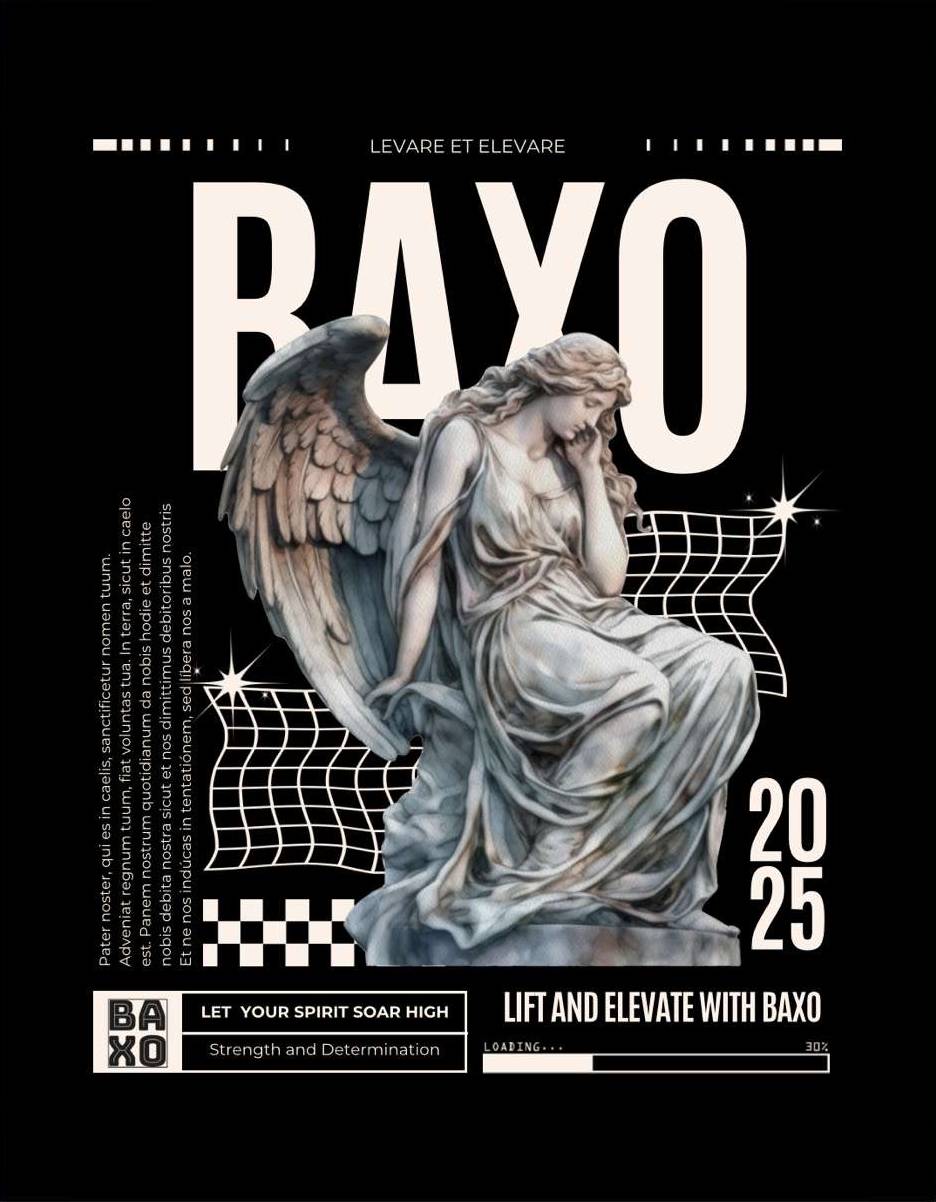 LEVARE ET ELEVARE
BAXO
Pater noster, qui es in caelis, sanctificetur nomen tuum.
Adveniat regnum tuum, fiat voluntas tua. In terra, sicut in caelo
est. Panem nostrum quotidianum da nobis hodie et dimitte
nobis debita nostra sicut et nos dimittimus debitoribus nostris
Et ne nos indúcas in tentatiónem, sed líbera nos a malo.
20
25
BA
XO
LET YOUR SPIRIT SOAR HIGH
Strength and Determination
LIFT AND ELEVATE WITH BAXO
LOADING... 30%